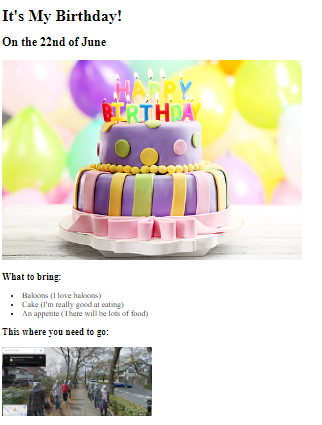 It's My Birthday!
On the 22nd of June
HAPPY
BIRTHDAY
What to bring:
Baloons (I love baloons)
Cake (I'm really good at eating)
An appetite (There will be lots of food)
This where you need to go: